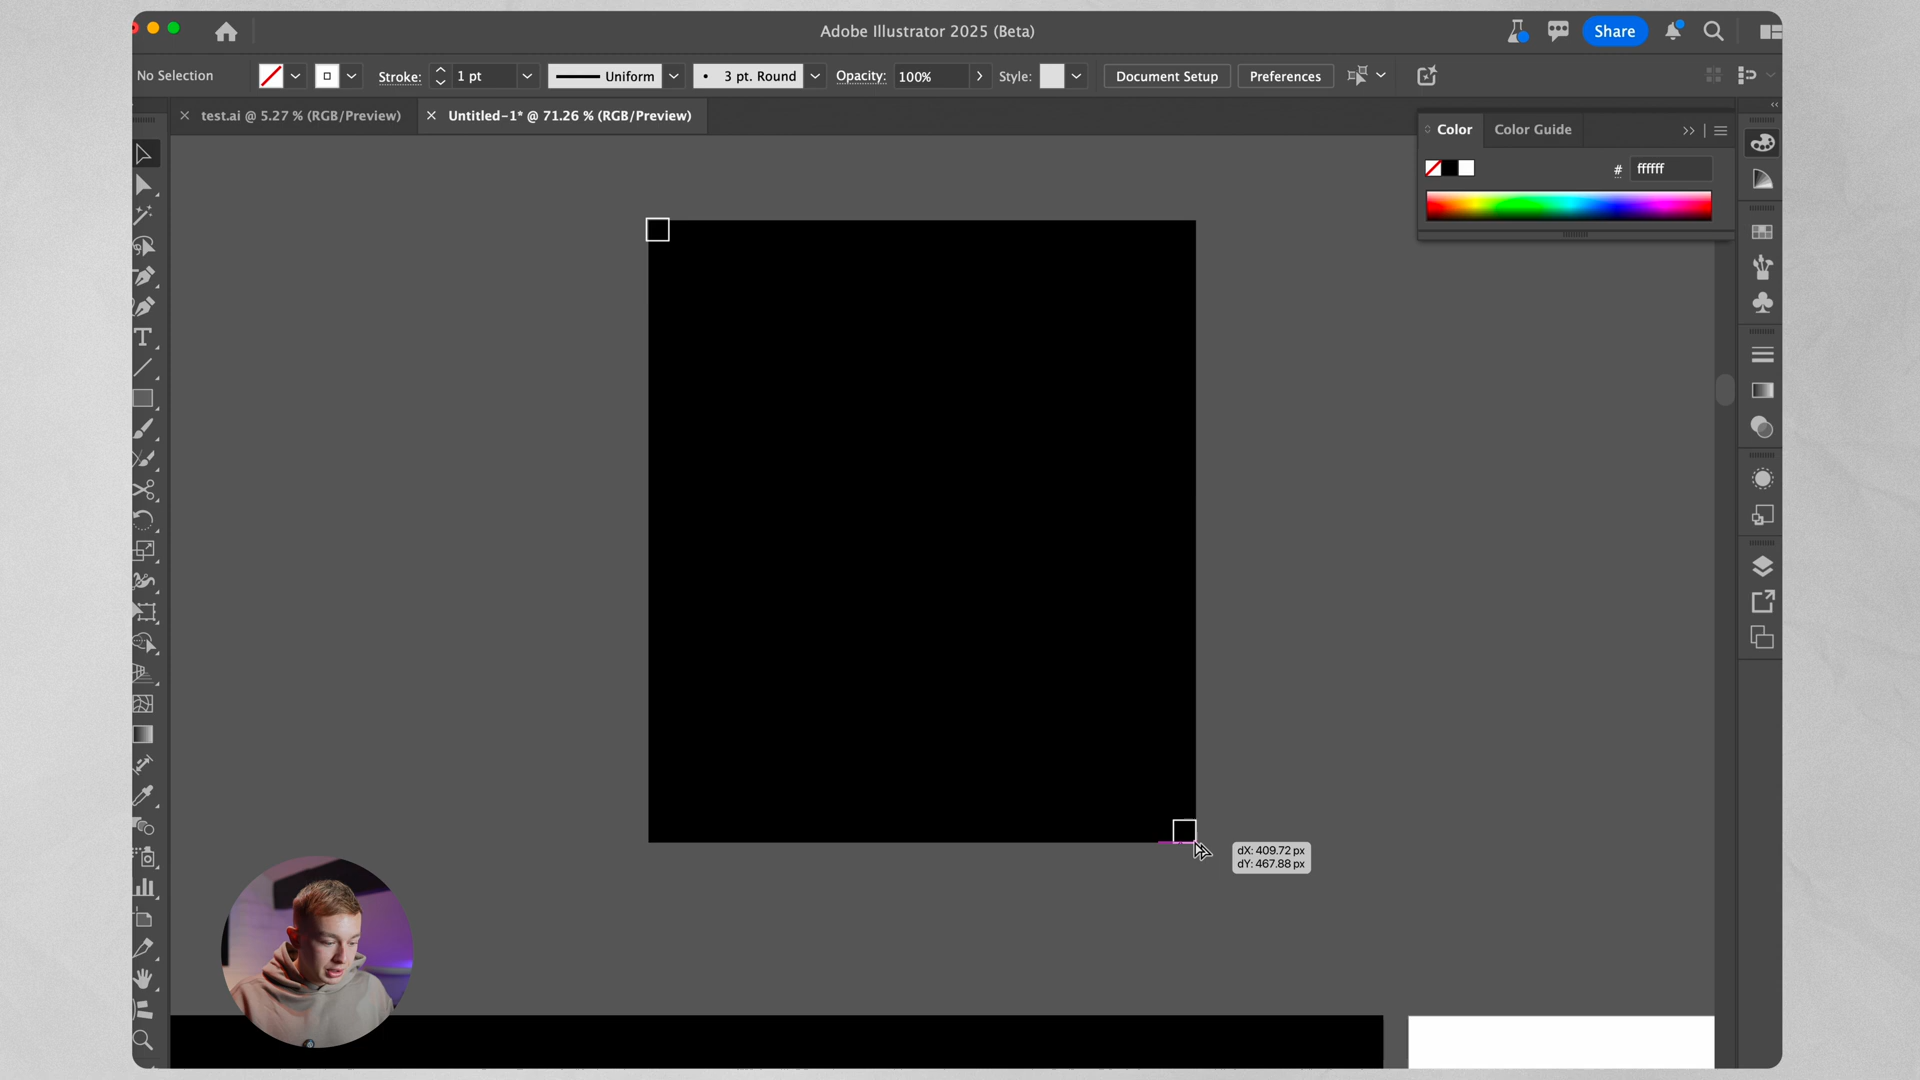 Adobe Illustrator 2025 (Beta)
Share
No Selection
Stroke:
1 pt
Uniform
3 pt. Round
Opacity:
100%
Style:
Document Setup
Preferences
test.ai @ 5.27 % (RGB/Preview)
Untitled-1* @ 71.26 % (RGB/Preview)
Color
Color Guide
# ffffff
dX: 409.72 px
dY: 467.88 px